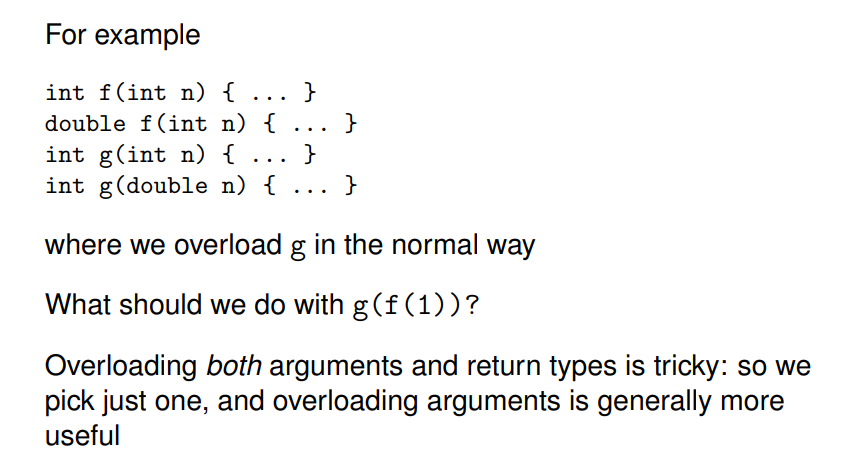 For example
int f(int n) { ... }
double f(int n) { ... }
int g(int n) { ... }
int g(double n) { ... }
where we overload g in the normal way
What should we do with g(f(1))?
Overloading both arguments and return types is tricky: so we
pick just one, and overloading arguments is generally more
useful